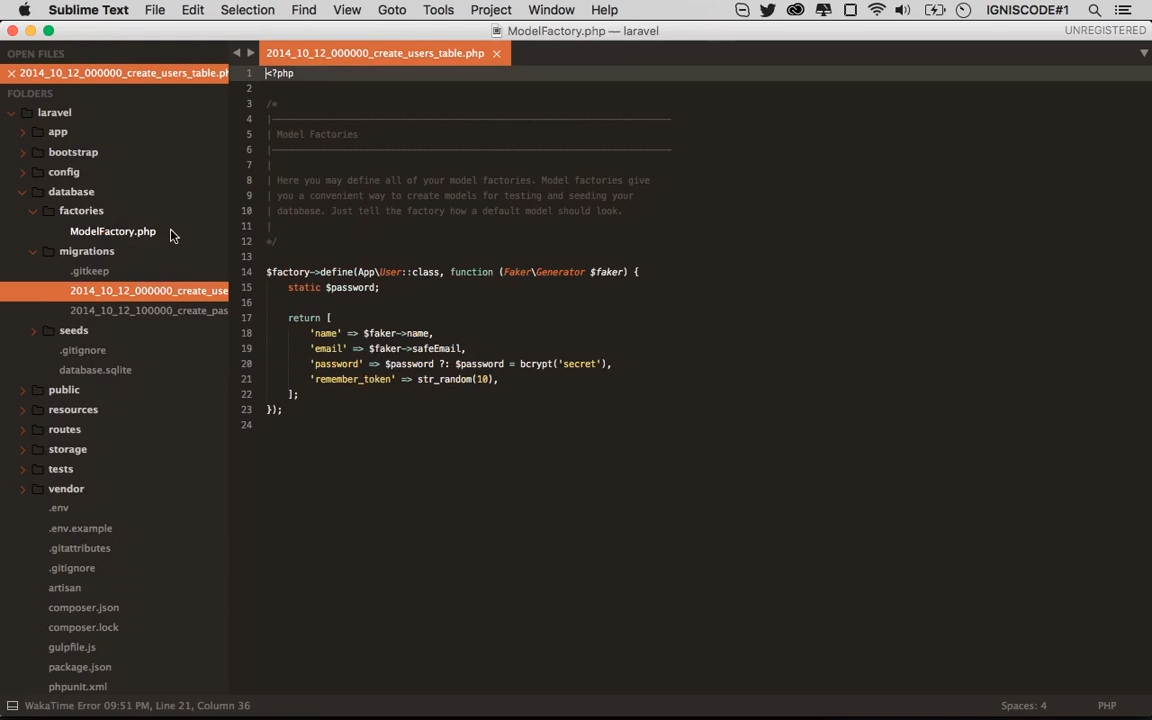 Sublime Text File Edit Selection Find View Goto Tools Project Window Help IGNISCODE#1
ModelFactory.php — laravel UNREGISTERED
OPEN FILES
2014_10_12_000000_create_users_table.ph
FOLDERS
laravel
app
bootstrap
config
database
factories
ModelFactory.php
migrations
.gitkeep
2014_10_12_000000_create_use
2014_10_12_100000_create_pas
seeds
.gitignore
database.sqlite
public
resources
routes
storage
tests
vendor
.env
.env.example
.gitattributes
.gitignore
artisan
composer.json
composer.lock
gulpfile.js
package.json
phpunit.xml
2014_10_12_000000_create_users_table.php
1 <?php
2
3 /*
4 |--------------------------------------------------------------------------
5 | Model Factories
6 |--------------------------------------------------------------------------
7 |
8 | Here you may define all of your model factories. Model factories give
9 | you a convenient way to create models for testing and seeding your
10 | database. Just tell the factory how a default model should look.
11 |
12 */
13
14 $factory->define(App\User::class, function (Faker\Generator $faker) {
15 static $password;
16
17 return [
18 'name' => $faker->name,
19 'email' => $faker->safeEmail,
20 'password' => $password ?: $password = bcrypt('secret'),
21 'remember_token' => str_random(10),
22 ];
23 });
24
WakaTime Error 09:51 PM, Line 21, Column 36 Spaces: 4 PHP